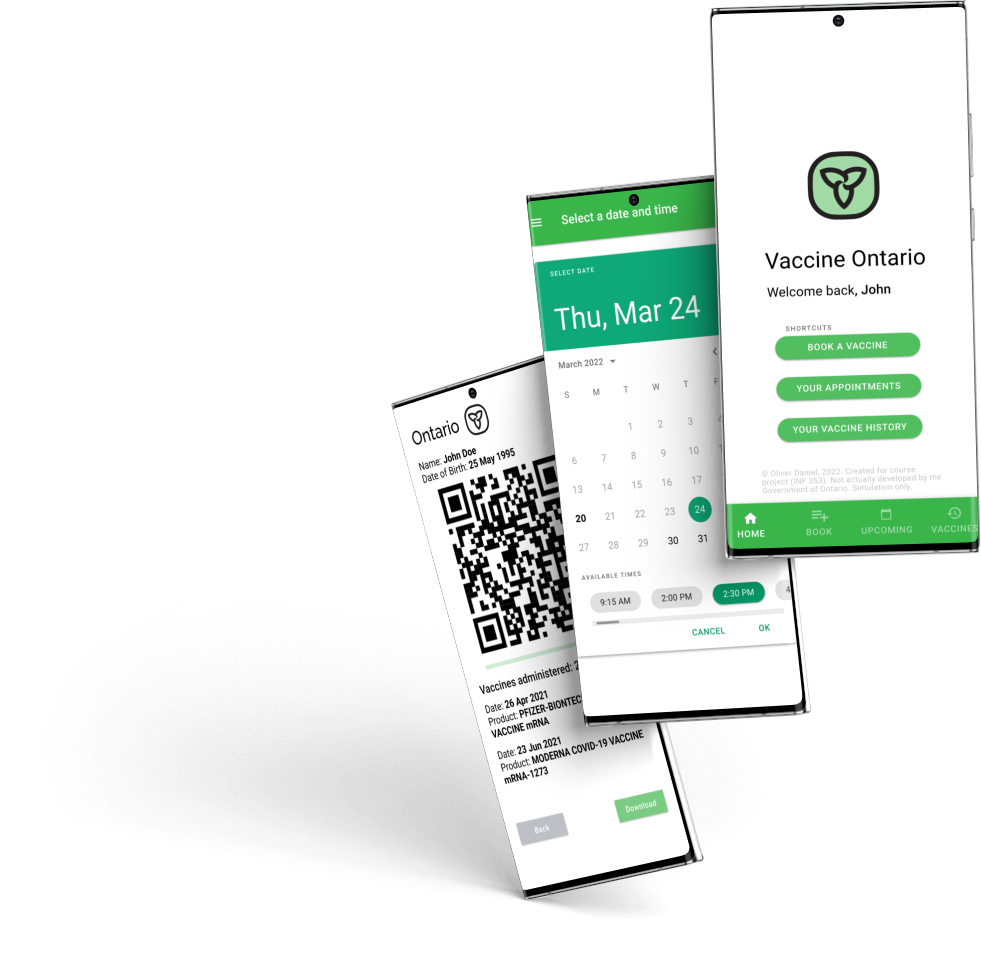 Vaccine Ontario
Welcome back, John
SHORTCUTS
BOOK A VACCINE
YOUR APPOINTMENTS
YOUR VACCINE HISTORY
© Oliver Daniel, 2022. Created for course
project (INF 353). Not actually developed by the
Government of Ontario. Simulation only.
HOME
BOOK
UPCOMING
VACCINES
Select a date and time
SELECT DATE
Thu, Mar 24
March 2022
S M T W T F
1 2 3 4
6 7 8 9 10
13 14 15 16 17
20 21 22 23 24
27 28 29 30 31
AVAILABLE TIMES
9:15 AM 2:00 PM 2:30 PM 4
CANCEL OK
Ontario
Name: John Doe
Date of Birth: 25 May 1995
Vaccines administered: 2
Date: 26 Apr 2021
Product: PFIZER-BIONTEC
VACCINE mRNA
Date: 23 Jun 2021
Product: MODERNA COVID-19 VACCINE
mRNA-1273
Back
Download